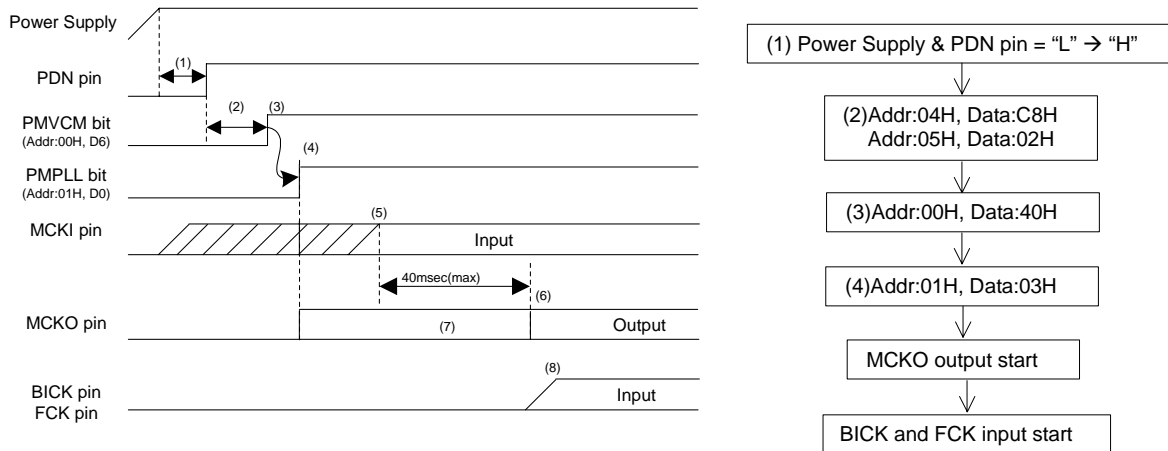 Power Supply
(1)
PDN pin
(2)
(3)
PMVCM bit
(Addr:00H, D6)
(4)
PMPLL bit
(Addr:01H, D0)
(5)
MCKI pin
Input
40msec(max)
(6)
MCKO pin
(7)
Output
(8)
BICK pin
FCK pin
Input
(1) Power Supply & PDN pin = “L” → “H”
(2)Addr:04H, Data:C8H
Addr:05H, Data:02H
(3)Addr:00H, Data:40H
(4)Addr:01H, Data:03H
MCKO output start
BICK and FCK input start